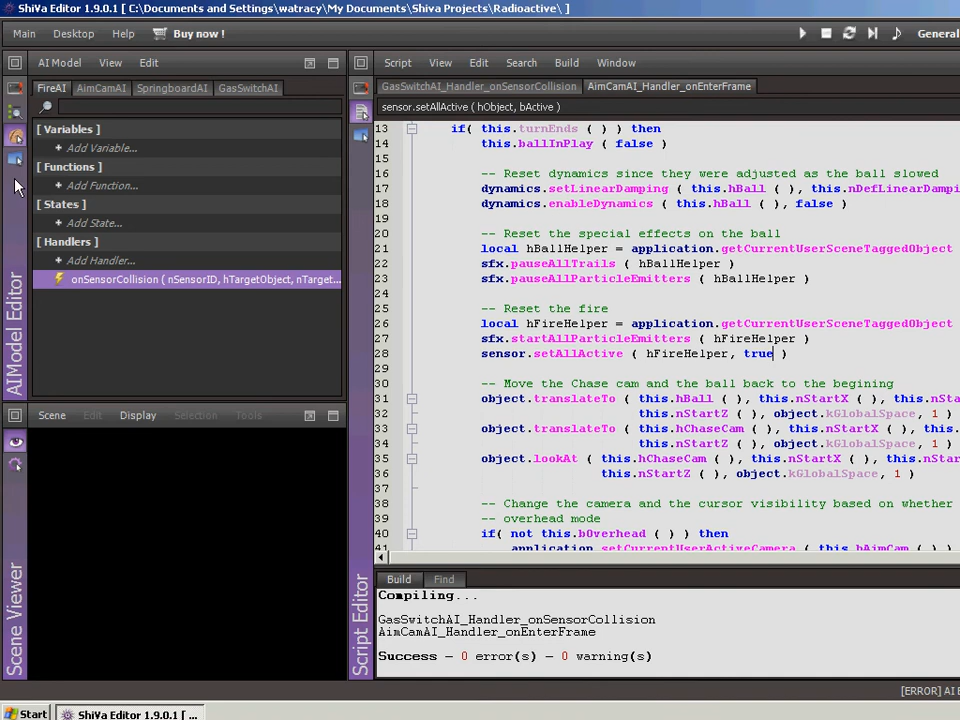 ShiVa Editor 1.9.0.1 [ C:\Documents and Settings\watracy\My Documents\Shiva Projects\Radioactive\ ]
Main Desktop Help Buy now ! General
AI Model View Edit
FireAI AimCamAI SpringboardAI GasSwitchAI
[ Variables ]
+ Add Variable...
[ Functions ]
+ Add Function...
[ States ]
+ Add State...
[ Handlers ]
+ Add Handler...
onSensorCollision ( nSensorID, hTargetObject, nTarget...
AIModel Editor
Scene Edit Display Selection Tools
Scene Viewer
Script View Edit Search Build Window
GasSwitchAI_Handler_onSensorCollision AimCamAI_Handler_onEnterFrame
sensor.setAllActive ( hObject, bActive )
13 if( this.turnEnds ( ) ) then
14 this.ballInPlay ( false )
15
16 -- Reset dynamics since they were adjusted as the ball slowed
17 dynamics.setLinearDamping ( this.hBall ( ), this.nDefLinearDampi
18 dynamics.enableDynamics ( this.hBall ( ), false )
19
20 -- Reset the special effects on the ball
21 local hBallHelper = application.getCurrentUserSceneTaggedObject
22 sfx.pauseAllTrails ( hBallHelper )
23 sfx.pauseAllParticleEmitters ( hBallHelper )
24
25 -- Reset the fire
26 local hFireHelper = application.getCurrentUserSceneTaggedObject
27 sfx.startAllParticleEmitters ( hFireHelper )
28 sensor.setAllActive ( hFireHelper, true )
29
30 -- Move the Chase cam and the ball back to the begining
31 object.translateTo ( this.hBall ( ), this.nStartX ( ), this.nSta
32 this.nStartZ ( ), object.kGlobalSpace, 1 )
33 object.translateTo ( this.hChaseCam ( ), this.nStartX ( ), this.
34 this.nStartZ ( ), object.kGlobalSpace, 1 )
35 object.lookAt ( this.hChaseCam ( ), this.nStartX ( ), this.nStar
36 this.nStartZ ( ), object.kGlobalSpace, 1 )
37
38 -- Change the camera and the cursor visibility based on whether
39 -- overhead mode
40 if( not this.bOverhead ( ) ) then
41 application.setCurrentUserActiveCamera ( this.hAimCam ( ) )
Script Editor
Build Find
Compiling...
GasSwitchAI_Handler_onSensorCollision
AimCamAI_Handler_onEnterFrame
Success - 0 error(s) - 0 warning(s)
[ERROR] AI E
Start ShiVa Editor 1.9.0.1 [ ...